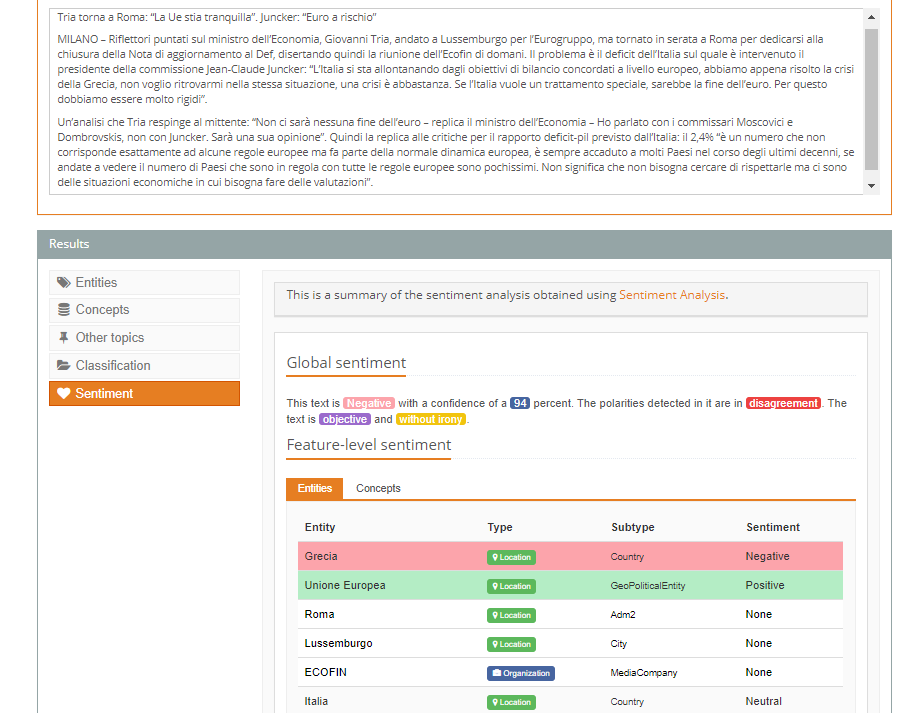 Tria torna a Roma: “La Ue stia tranquilla”. Juncker: “Euro a rischio”
MILANO – Riflettori puntati sul ministro dell’Economia, Giovanni Tria, andato a Lussemburgo per l’Eurogruppo, ma tornato in serata a Roma per dedicarsi alla
chiusura della Nota di aggiornamento al Def, disertando quindi la riunione dell’Ecofin di domani. Il problema è il deficit dell’Italia sul quale è intervenuto il
presidente della commissione Jean-Claude Juncker: “L’Italia si sta allontanando dagli obiettivi di bilancio concordati a livello europeo, abbiamo appena risolto la crisi
della Grecia, non voglio ritrovarmi nella stessa situazione, una crisi è abbastanza. Se l’Italia vuole un trattamento speciale, sarebbe la fine dell’euro. Per questo
dobbiamo essere molto rigidi”.
Un’analisi che Tria respinge al mittente: “Non ci sarà nessuna fine dell’euro – replica il ministro dell’Economia – Ho parlato con i commissari Moscovici e
Dombrovskis, non con Juncker. Sarà una sua opinione”. Quindi la replica alle critiche per il rapporto deficit-pil previsto dall’Italia: il 2,4% “è un numero che non
corrisponde esattamente ad alcune regole europee ma fa parte della normale dinamica europea, è sempre accaduto a molti Paesi nel corso degli ultimi decenni, se
andate a vedere il numero di Paesi che sono in regola con tutte le regole europee sono pochissimi. Non significa che non bisogna cercare di rispettarle ma ci sono
delle situazioni economiche in cui bisogna fare delle valutazioni”.
Results
Entities
Concepts
Other topics
Classification
Sentiment
This is a summary of the sentiment analysis obtained using Sentiment Analysis.
Global sentiment
This text is Negative with a confidence of a 94 percent. The polarities detected in it are in disagreement. The
text is objective and without irony.
Feature-level sentiment
Entities Concepts
Entity Type Subtype Sentiment
Grecia Location Country Negative
Unione Europea Location GeoPoliticalEntity Positive
Roma Location Adm2 None
Lussemburgo Location City None
ECOFIN Organization MediaCompany None
Italia Location Country Neutral